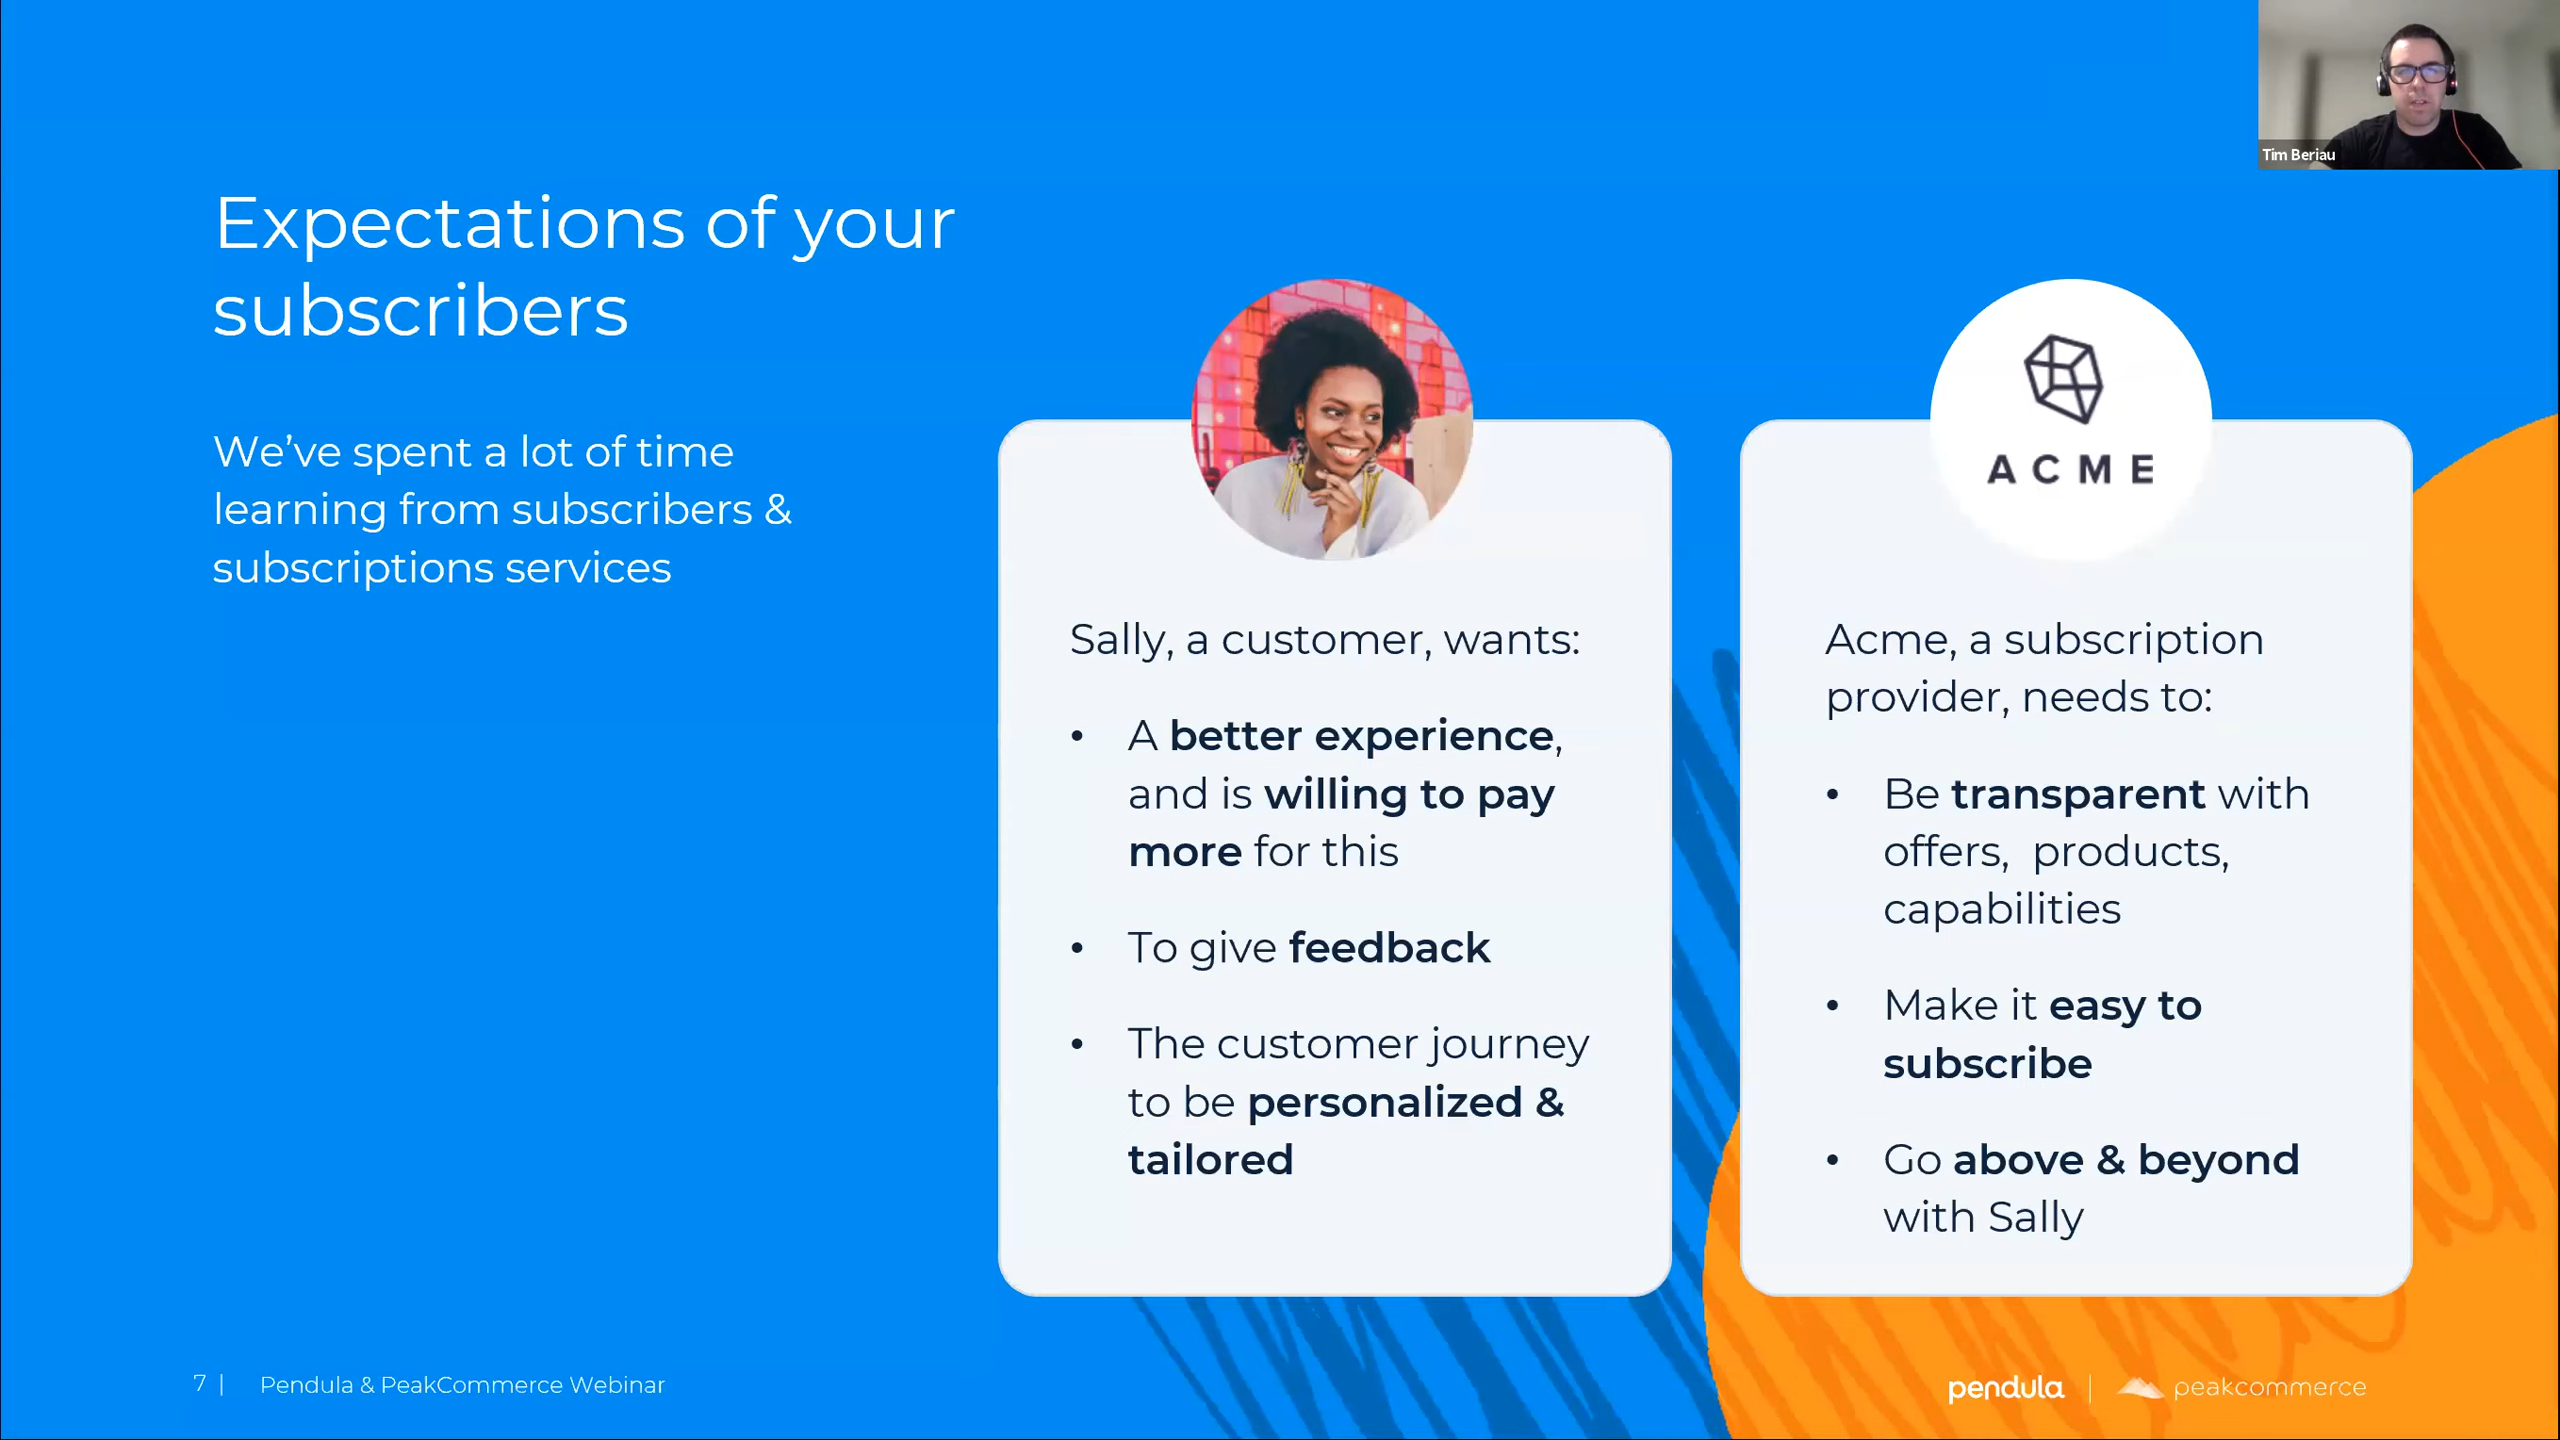 Tim Beriau
Expectations of your
subscribers
We've spent a lot of time
learning from subscribers &
subscriptions services
Sally, a customer, wants:
• A better experience,
and is willing to pay
more for this
• To give feedback
• The customer journey
to be personalized &
tailored
ACME
Acme, a subscription
provider, needs to:
• Be transparent with
offers,  products,
capabilities
• Make it easy to
subscribe
• Go above & beyond
with Sally
7 | Pendula & PeakCommerce Webinar
pendula | peakcommerce